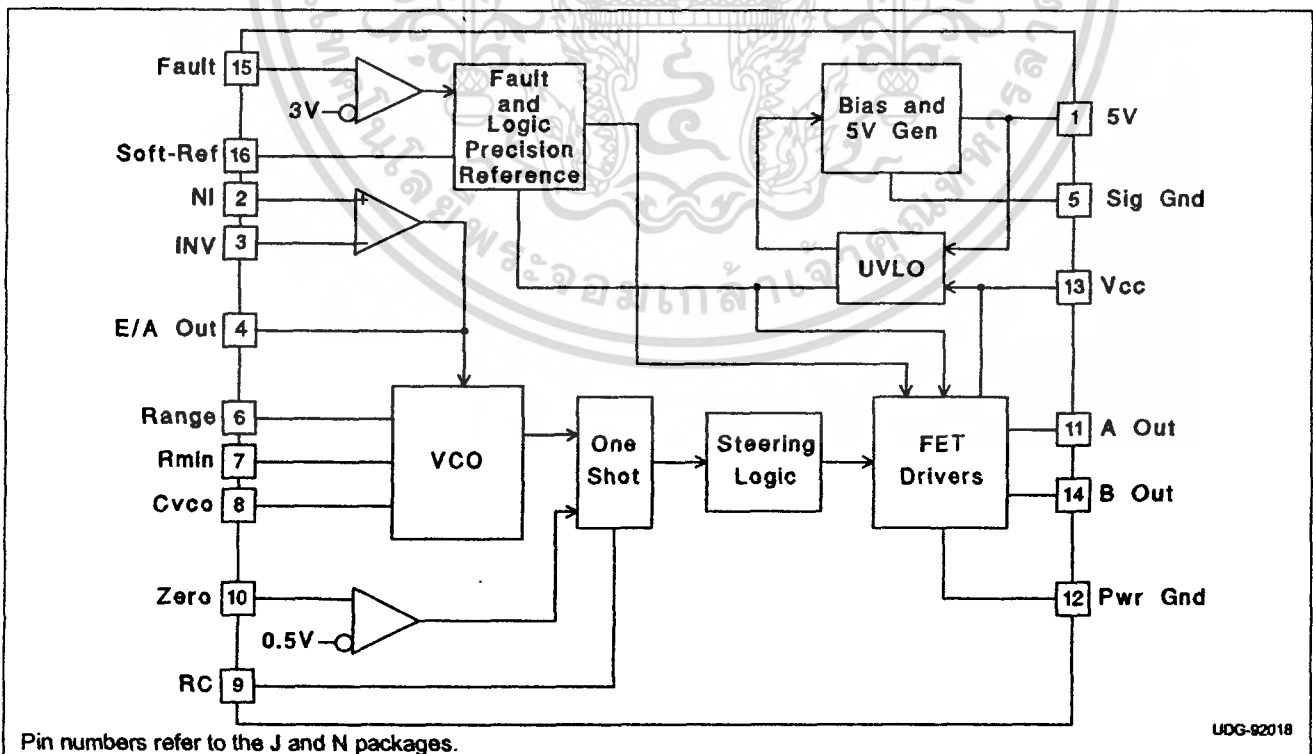 Fault 15
3V
Soft-Ref 16
NI 2
INV 3
E/A Out 4
Range 6
Rmin 7
Cvco 8
Zero 10
0.5V
RC 9
Fault
and
Logic
Precision
Reference
Bias and
5V Gen
UVLO
VCO
One
Shot
Steering
Logic
FET
Drivers
1 5V
5 Sig Gnd
13 Vcc
11 A Out
14 B Out
12 Pwr Gnd
Pin numbers refer to the J and N packages.
UDG-92018